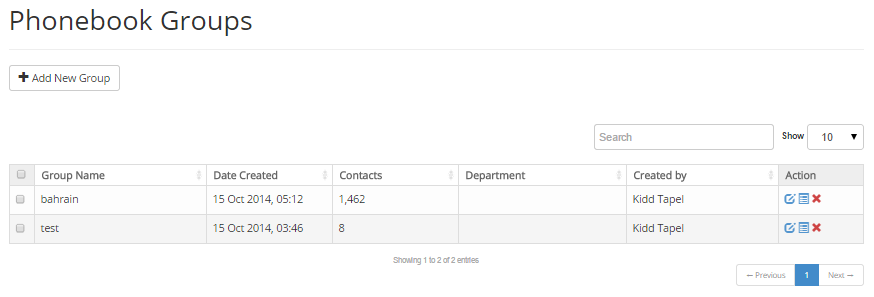 Phonebook Groups
Add New Group
Search Show 10
Group Name Date Created Contacts Department Created by Action
bahrain 15 Oct 2014, 05:12 1,462 Kidd Tapel
test 15 Oct 2014, 03:46 8 Kidd Tapel
Showing 1 to 2 of 2 entries
← Previous 1 Next →